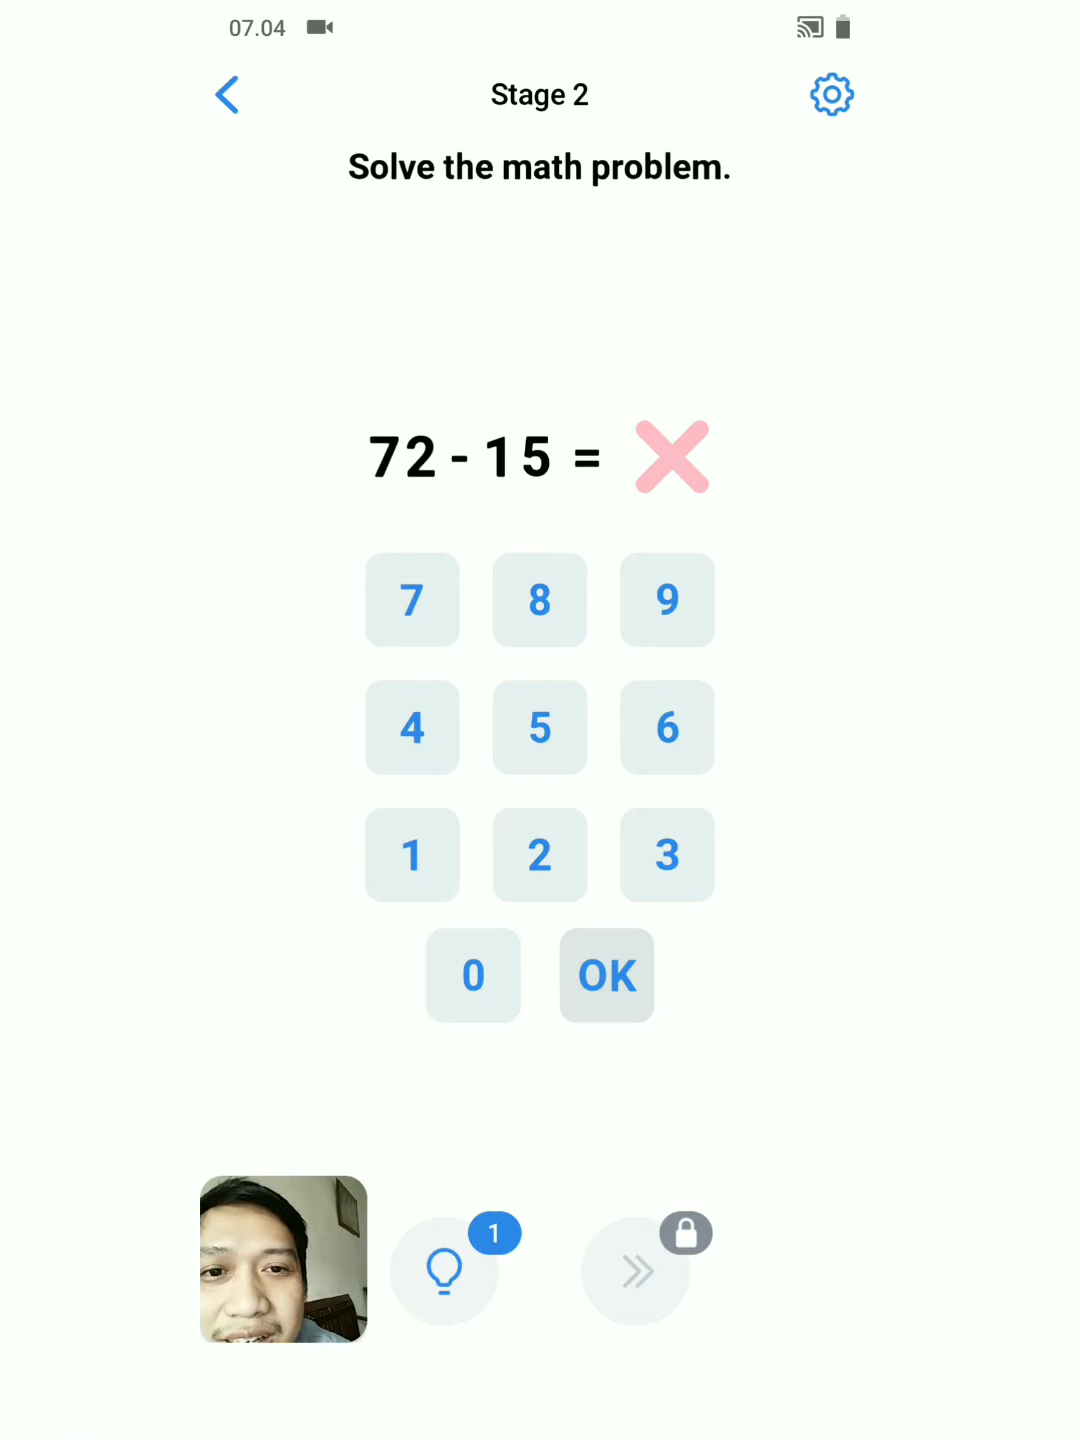 07.04
Stage 2
Solve the math problem.
72 - 15 =
7 8 9
4 5 6
1 2 3
0 OK
1